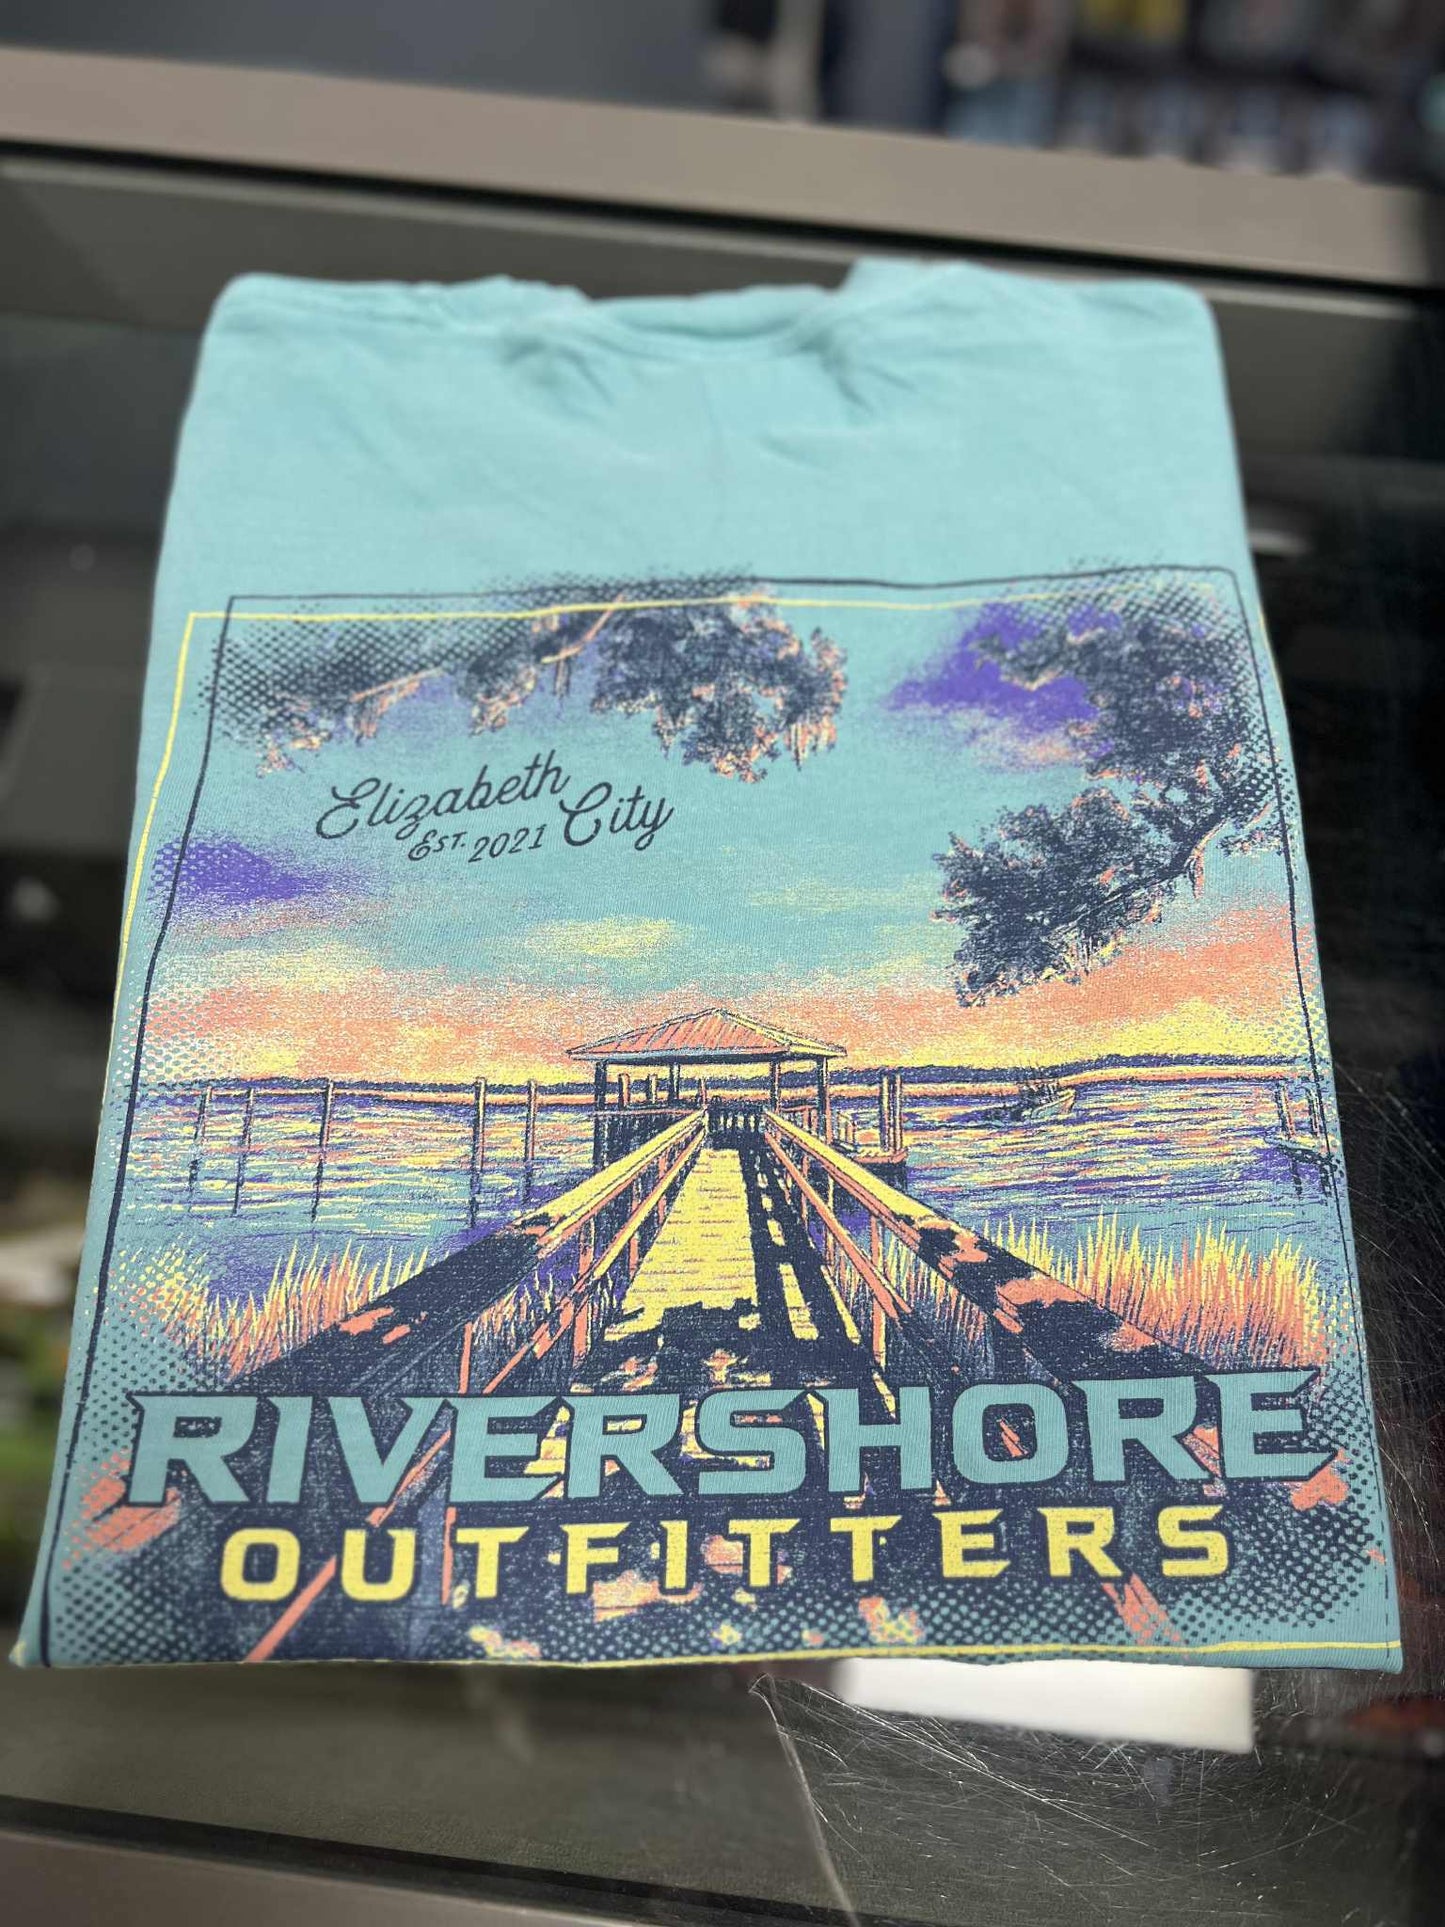 Elizabeth City
EST. 2021
RIVERSHORE
OUTFITTERS